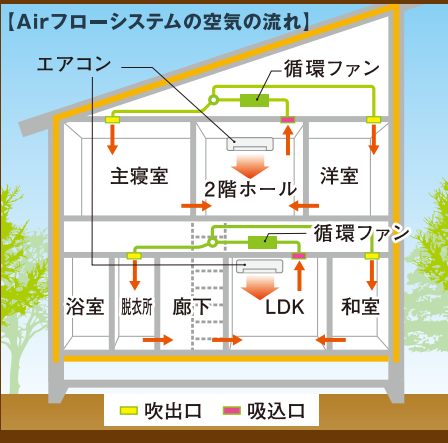 【Airフローシステムの空気の流れ】
エアコン
循環ファン
主寝室
2階ホール
洋室
循環ファン
浴室
脱衣所
廊下
LDK
和室
吹出口
吸込口